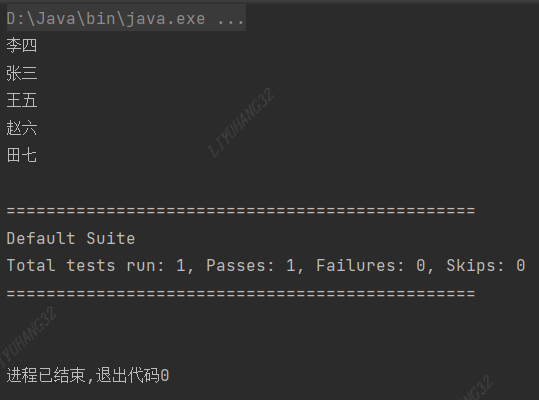 D:\Java\bin\java.exe ...
李四
张三
王五
赵六
田七
===============================================
Default Suite
Total tests run: 1, Passes: 1, Failures: 0, Skips: 0
===============================================
进程已结束,退出代码0
LIYUHANG32
LIYUHANG32
LIYUHANG32